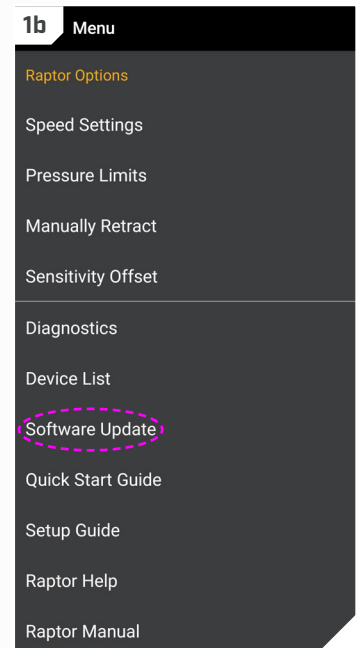 1b Menu
Raptor Options
Speed Settings
Pressure Limits
Manually Retract
Sensitivity Offset
Diagnostics
Device List
Software Update
Quick Start Guide
Setup Guide
Raptor Help
Raptor Manual